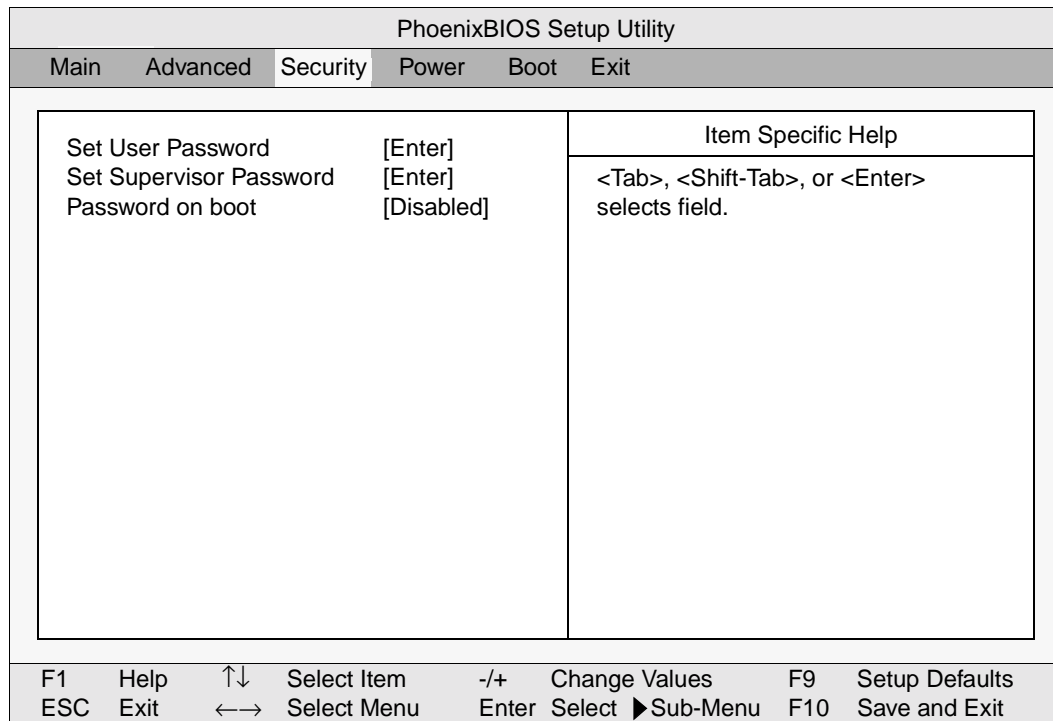 PhoenixBIOS Setup Utility
Main Advanced Security Power Boot Exit
Set User Password [Enter]
Set Supervisor Password [Enter]
Password on boot [Disabled]
Item Specific Help
<Tab>, <Shift-Tab>, or <Enter>
selects field.
F1 Help ↑↓ Select Item -/+ Change Values F9 Setup Defaults
ESC Exit ←→ Select Menu Enter Select ▶Sub-Menu F10 Save and Exit